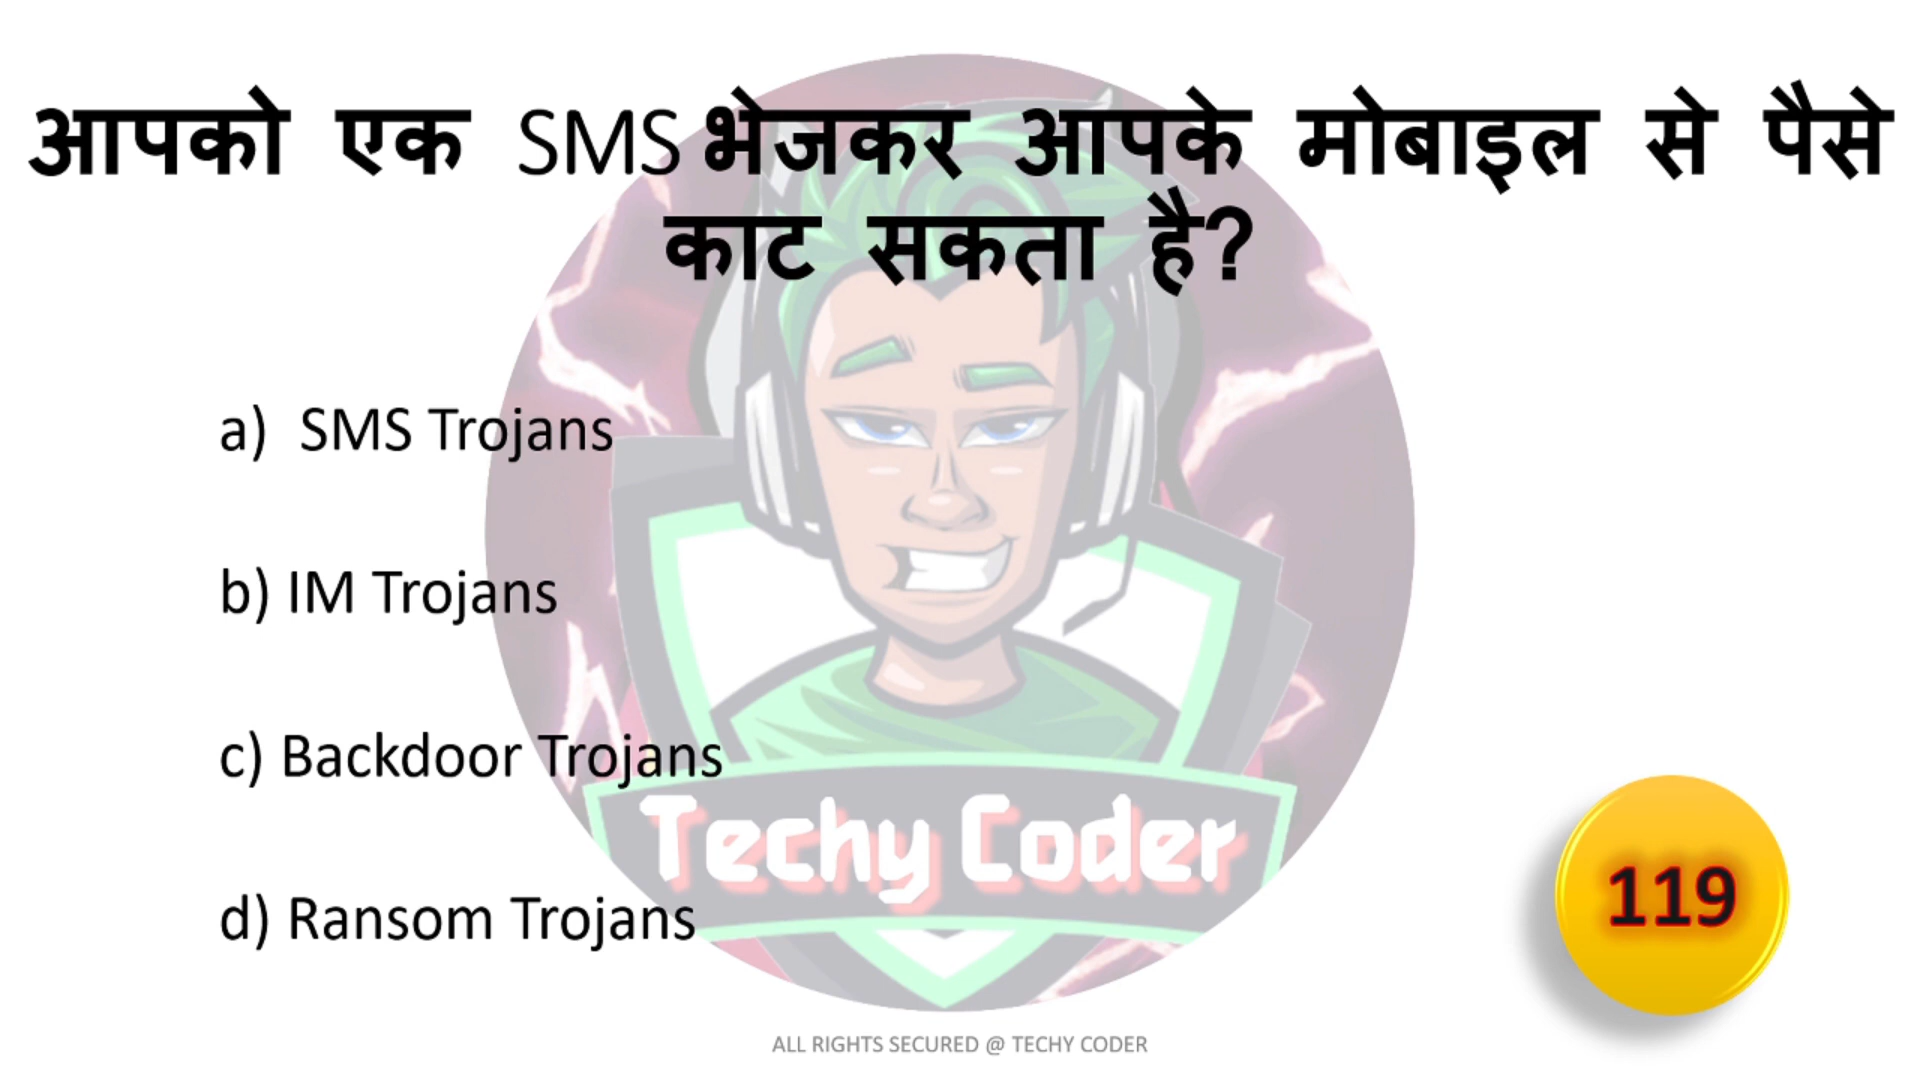 आपको एक SMS भेजकर आपके मोबाइल से पैसे
काट सकता है?
a) SMS Trojans
b) IM Trojans
c) Backdoor Trojans
d) Ransom Trojans
Techy Coder
119
ALL RIGHTS SECURED @ TECHY CODER